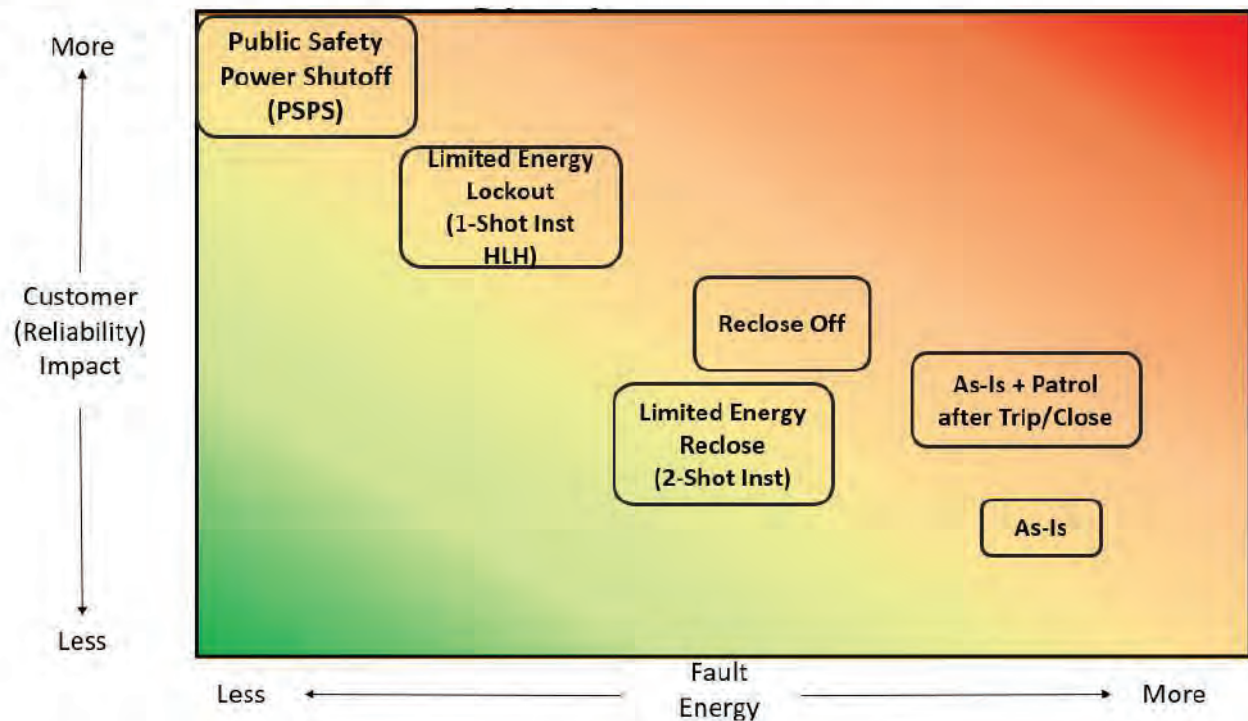 More
Public Safety
Power Shutoff
(PSPS)
Limited Energy
Lockout
(1-Shot Inst
HLH)
Customer
(Reliability)
Impact
Reclose Off
As-Is + Patrol
after Trip/Close
Limited Energy
Reclose
(2-Shot Inst)
As-Is
Less
Less
Fault
Energy
More